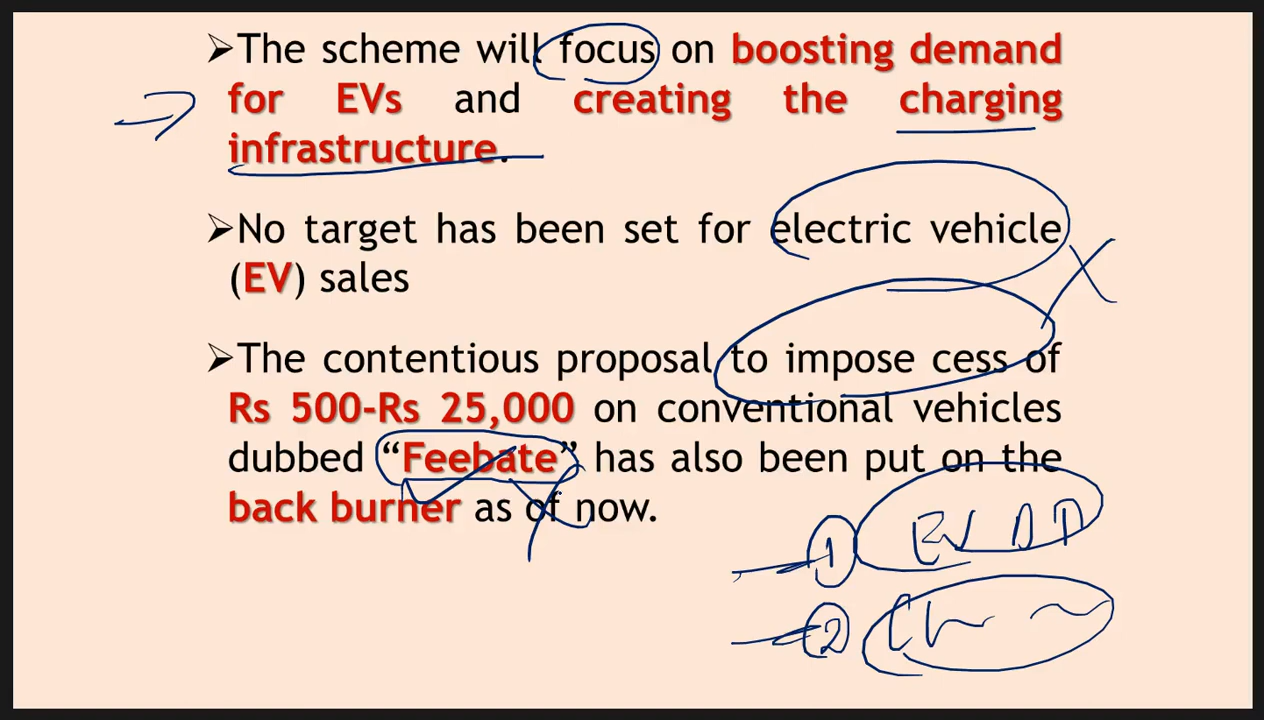 ➢The scheme will focus on boosting demand
for EVs and creating the charging
infrastructure.
➢No target has been set for electric vehicle
(EV) sales
➢The contentious proposal to impose cess of
Rs 500-Rs 25,000 on conventional vehicles
dubbed “Feebate” has also been put on the
back burner as of now.
1
2